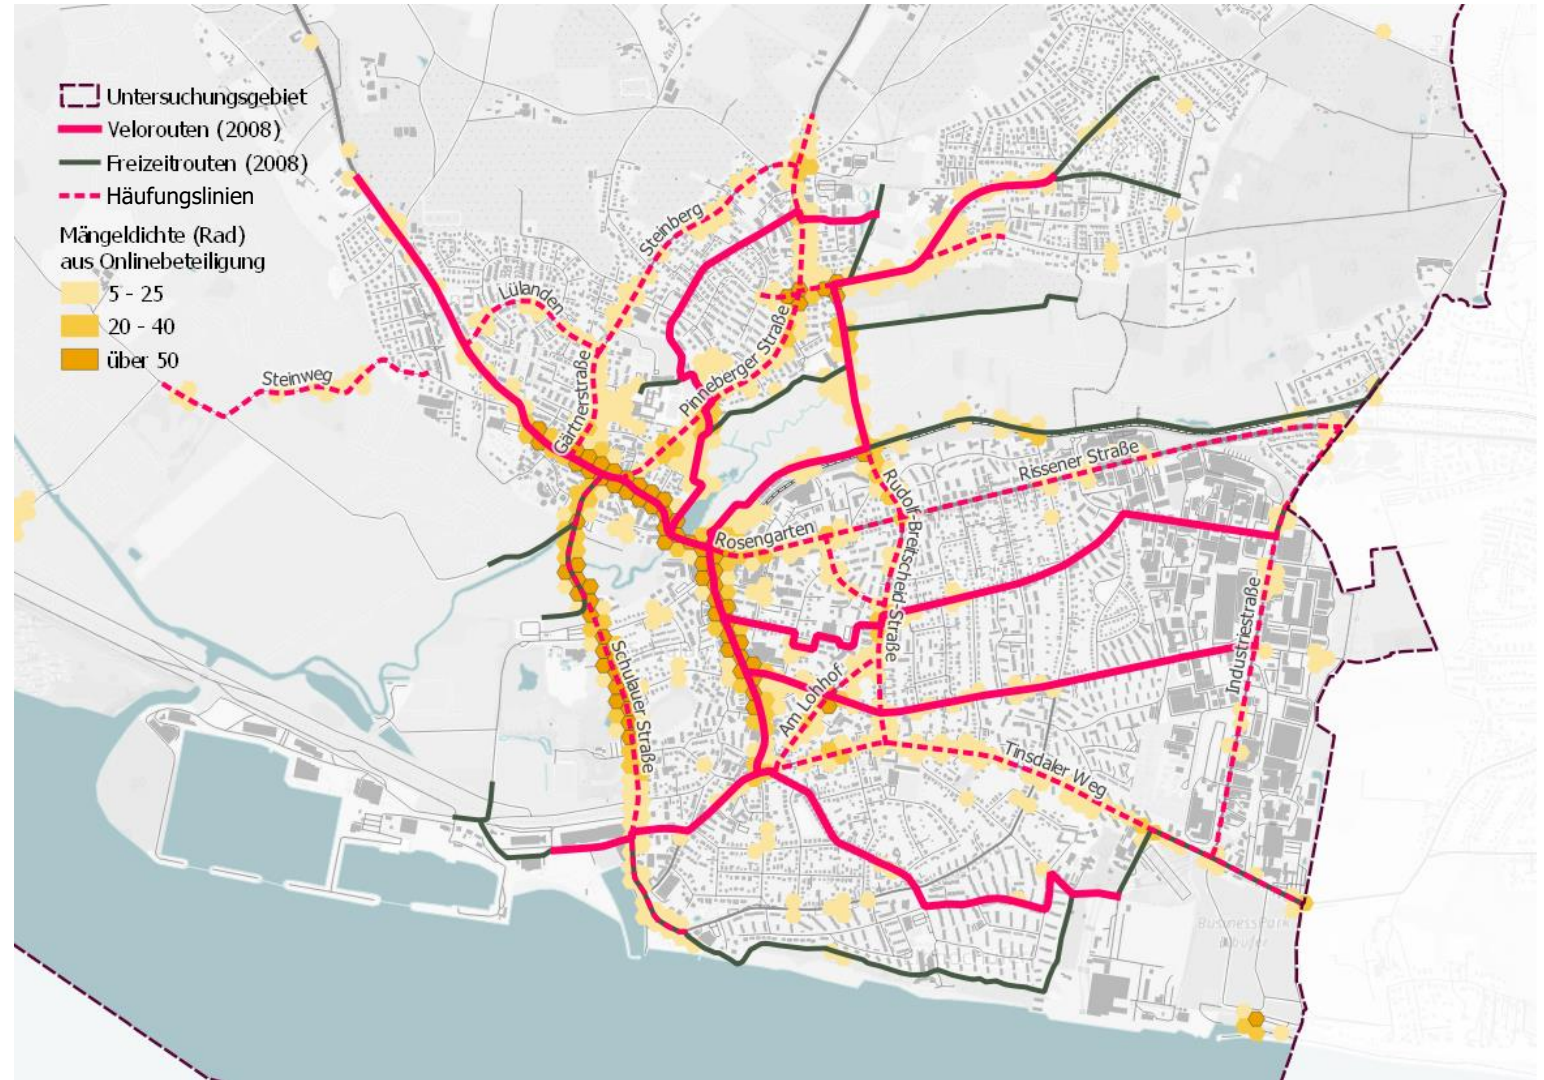 Untersuchungsgebiet
Velorouten (2008)
Freizeitrouten (2008)
Häufungslinien
Mängeldichte (Rad)
aus Onlinebeteiligung
5 - 25
20 - 40
über 50
Steinberg
Lülanden
Steinweg
Gärtnerstraße
Pinneberger Straße
Rissener Straße
Rosengarten
Rudolf-Breitscheid-Straße
Industriestraße
Schulauer Straße
Am Lohhof
Tinsdaler Weg
BusinessPark